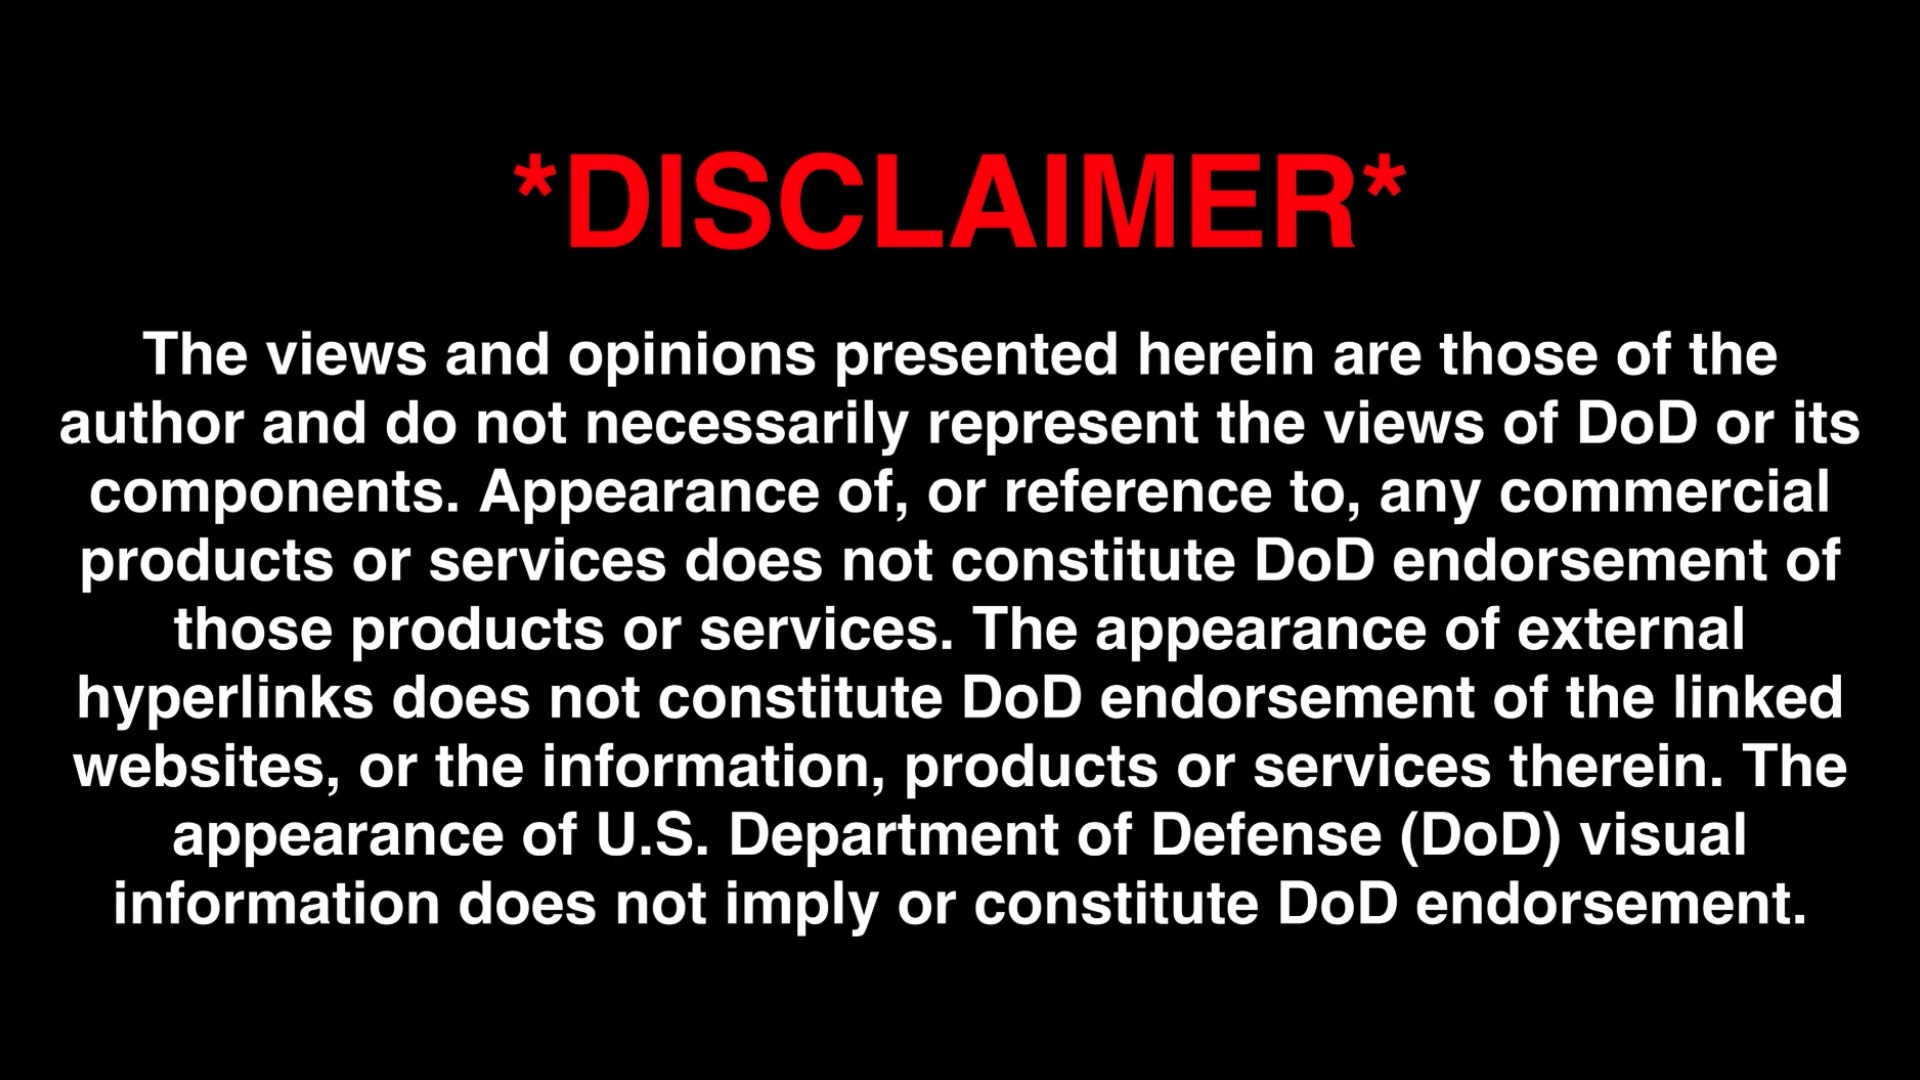 *DISCLAIMER*
The views and opinions presented herein are those of the
author and do not necessarily represent the views of DoD or its
components. Appearance of, or reference to, any commercial
products or services does not constitute DoD endorsement of
those products or services. The appearance of external
hyperlinks does not constitute DoD endorsement of the linked
websites, or the information, products or services therein. The
appearance of U.S. Department of Defense (DoD) visual
information does not imply or constitute DoD endorsement.